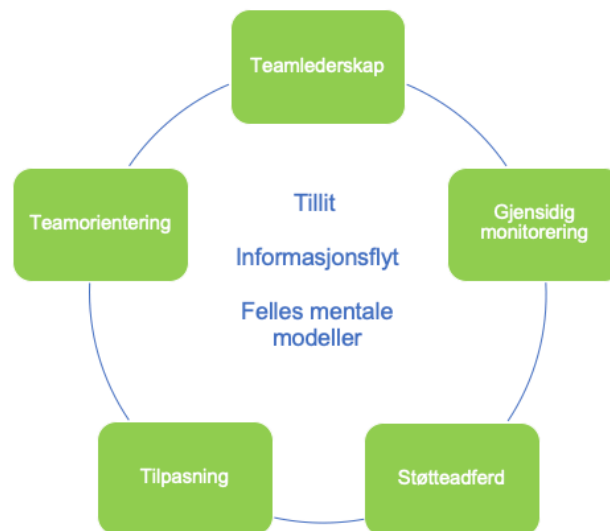 Teamlederskap
Teamorientering
Gjensidig
monitorering
Tillit
Informasjonsflyt
Felles mentale
modeller
Tilpasning
Støtteadferd